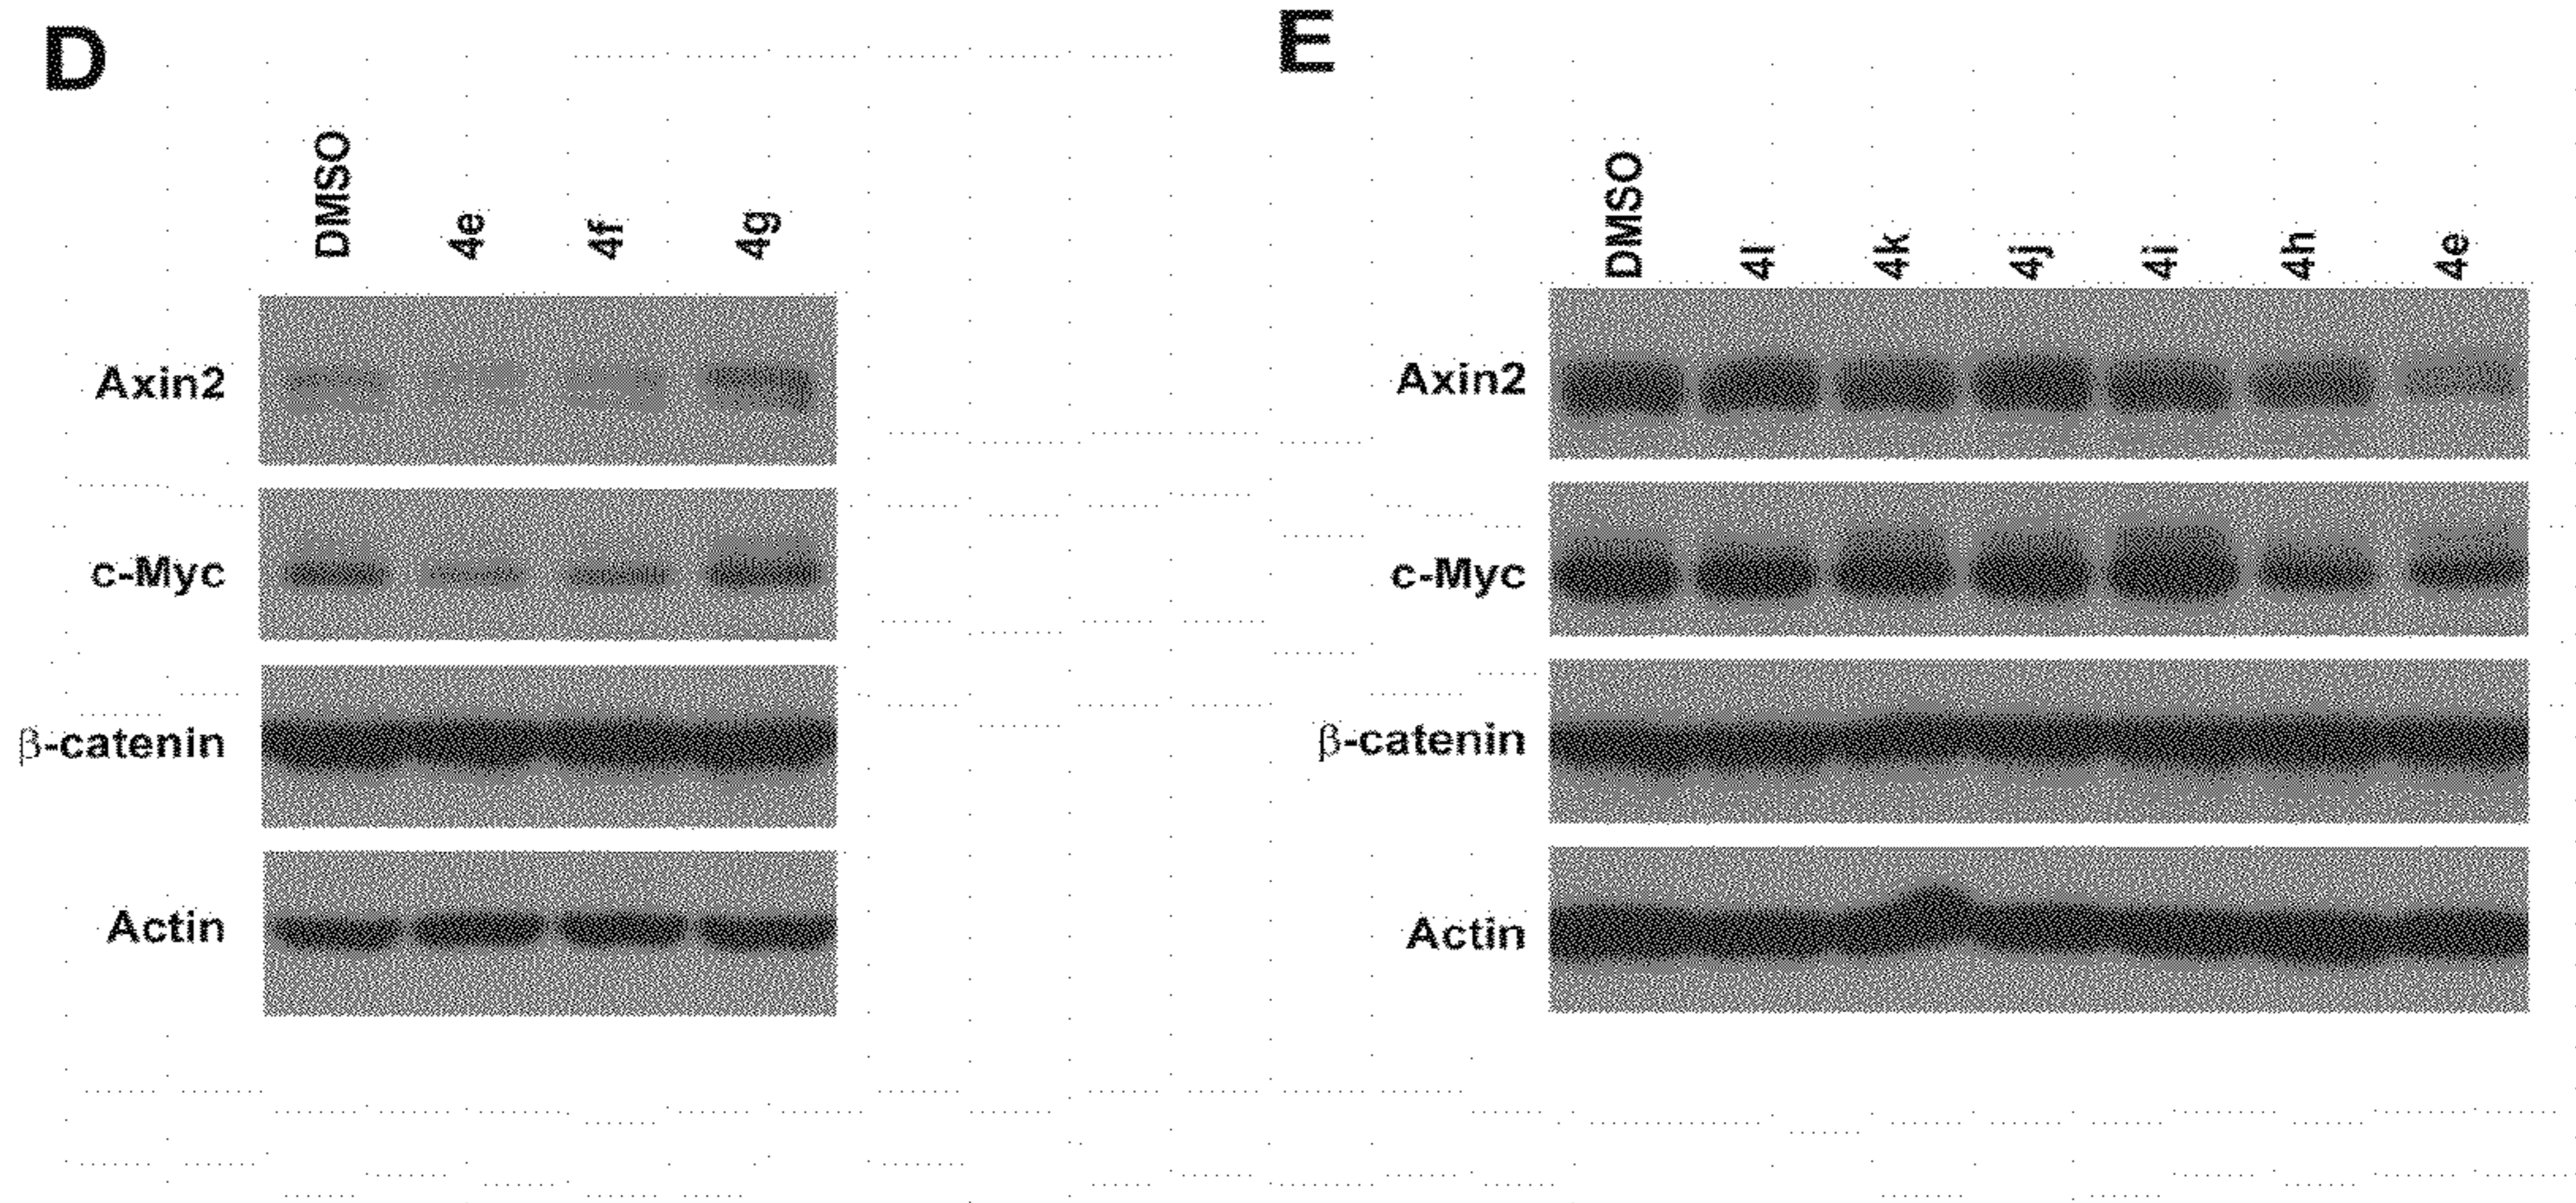 D
DMSO
4e
4f
4g
Axin2
c-Myc
β-catenin
Actin
E
DMSO
4l
4k
4j
4i
4h
4e
Axin2
c-Myc
β-catenin
Actin